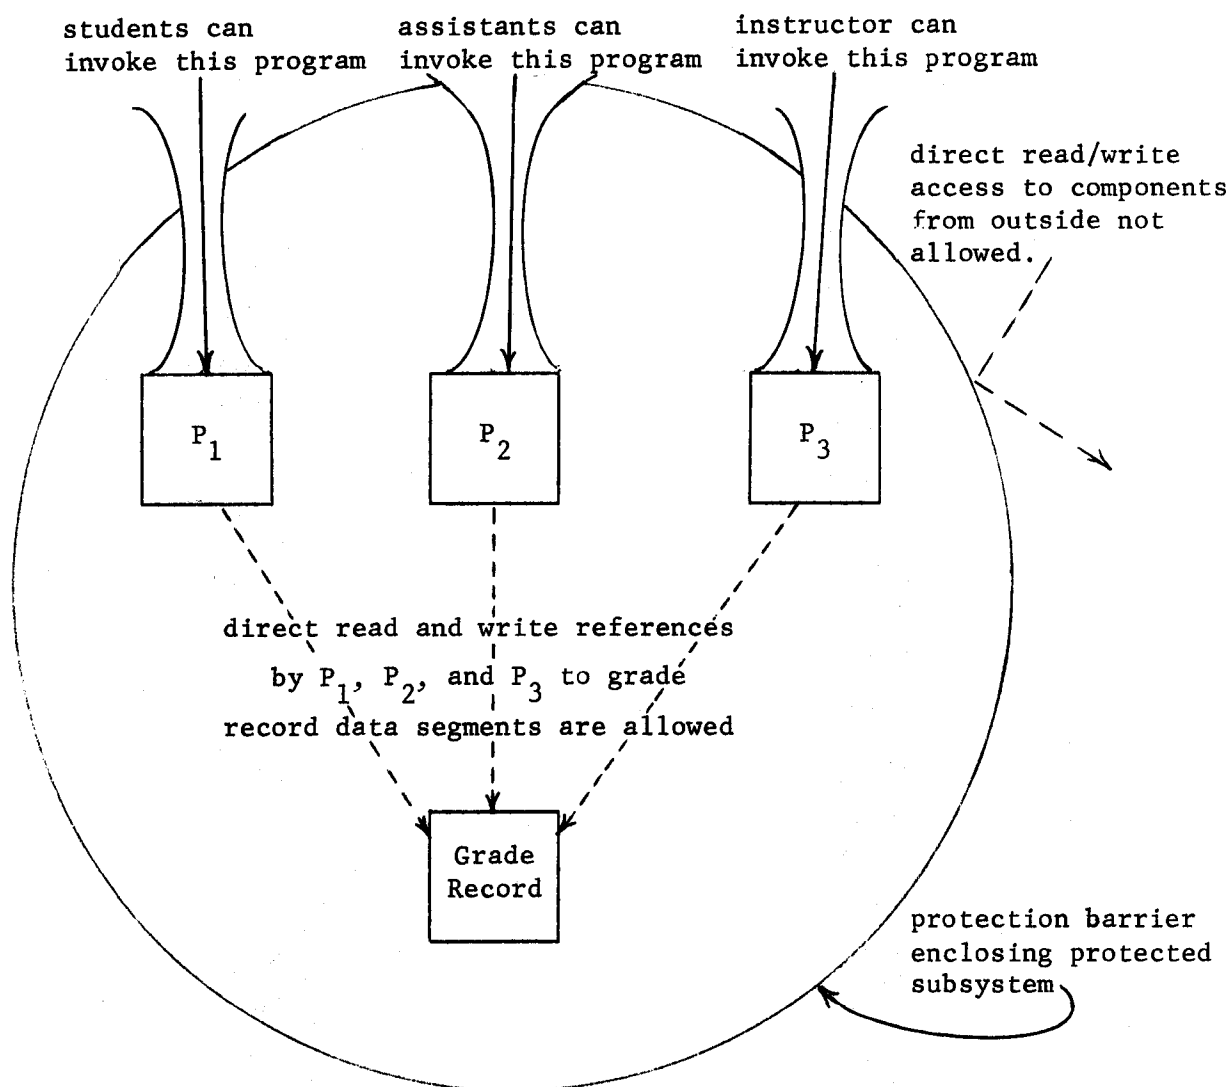 students can
invoke this program
assistants can
invoke this program
instructor can
invoke this program
direct read/write
access to components
from outside not
allowed.
P1
P2
P3
direct read and write references
by P1, P2, and P3 to grade
record data segments are allowed
Grade
Record
protection barrier
enclosing protected
subsystem